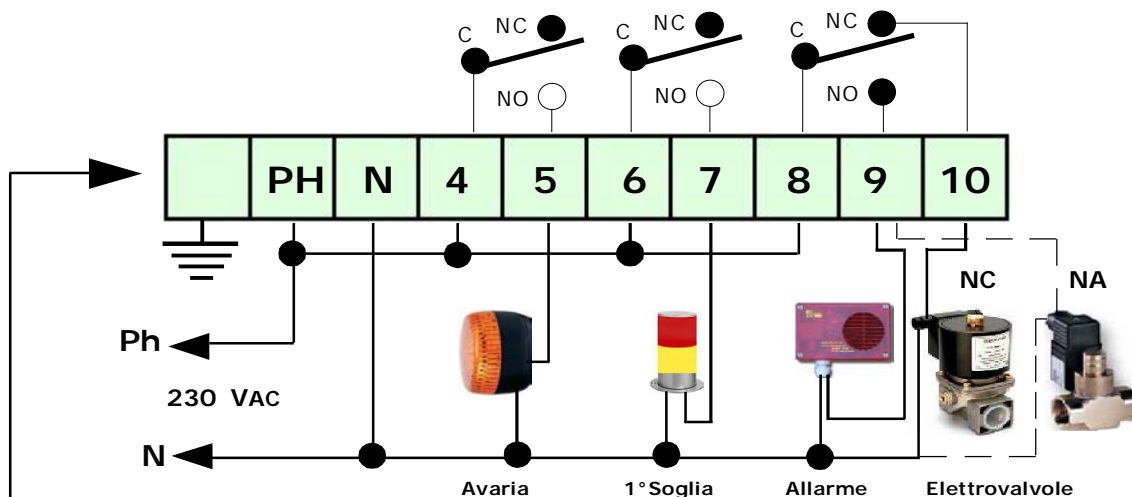 C NC C NC C NC
NO NO NO
PH N 4 5 6 7 8 9 10
NC NA
Ph
230 VAC
N
Avaria 1°Soglia Allarme Elettrovalvole